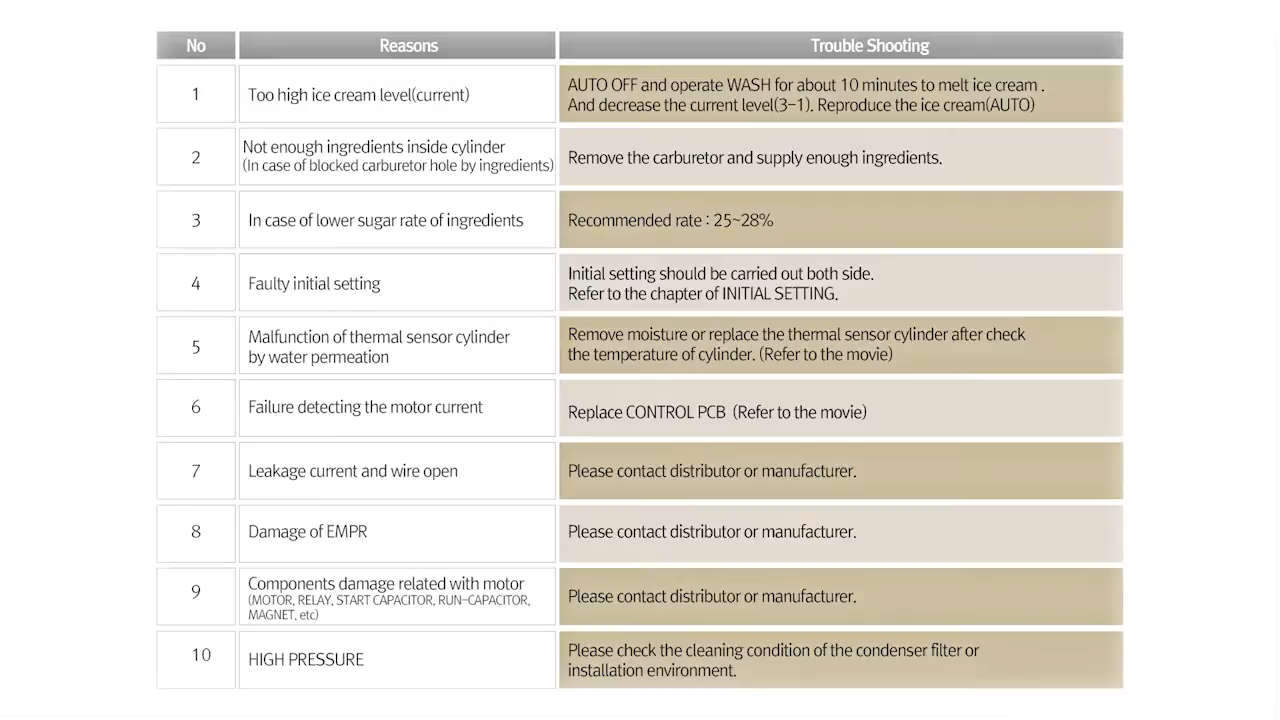 No Reasons Trouble Shooting
1 Too high ice cream level(current)
AUTO OFF and operate WASH for about 10 minutes to melt ice cream .
And decrease the current level(3-1). Reproduce the ice cream(AUTO)
2 Not enough ingredients inside cylinder
(In case of blocked carburetor hole by ingredients)
Remove the carburetor and supply enough ingredients.
3 In case of lower sugar rate of ingredients
Recommended rate : 25~28%
4 Faulty initial setting
Initial setting should be carried out both side.
Refer to the chapter of INITIAL SETTING.
5 Malfunction of thermal sensor cylinder
by water permeation
Remove moisture or replace the thermal sensor cylinder after check
the temperature of cylinder. (Refer to the movie)
6 Failure detecting the motor current
Replace CONTROL PCB (Refer to the movie)
7 Leakage current and wire open
Please contact distributor or manufacturer.
8 Damage of EMPR
Please contact distributor or manufacturer.
9 Components damage related with motor
(MOTOR, RELAY, START CAPACITOR, RUN-CAPACITOR,
MAGNET, etc)
Please contact distributor or manufacturer.
10 HIGH PRESSURE
Please check the cleaning condition of the condenser filter or
installation environment.